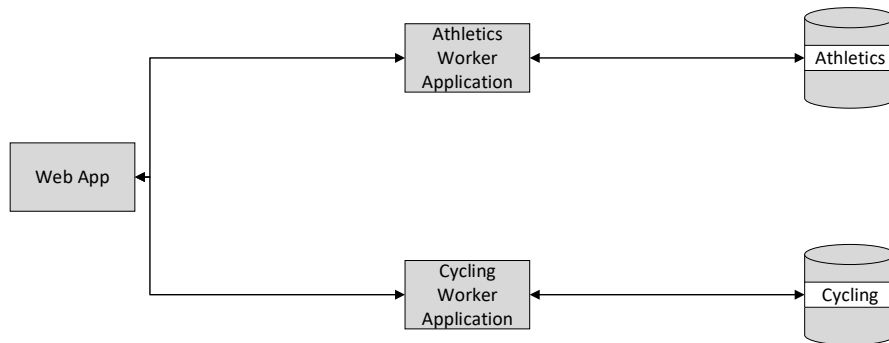 Athletics
Worker
Application
Athletics
Web App
Cycling
Worker
Application
Cycling